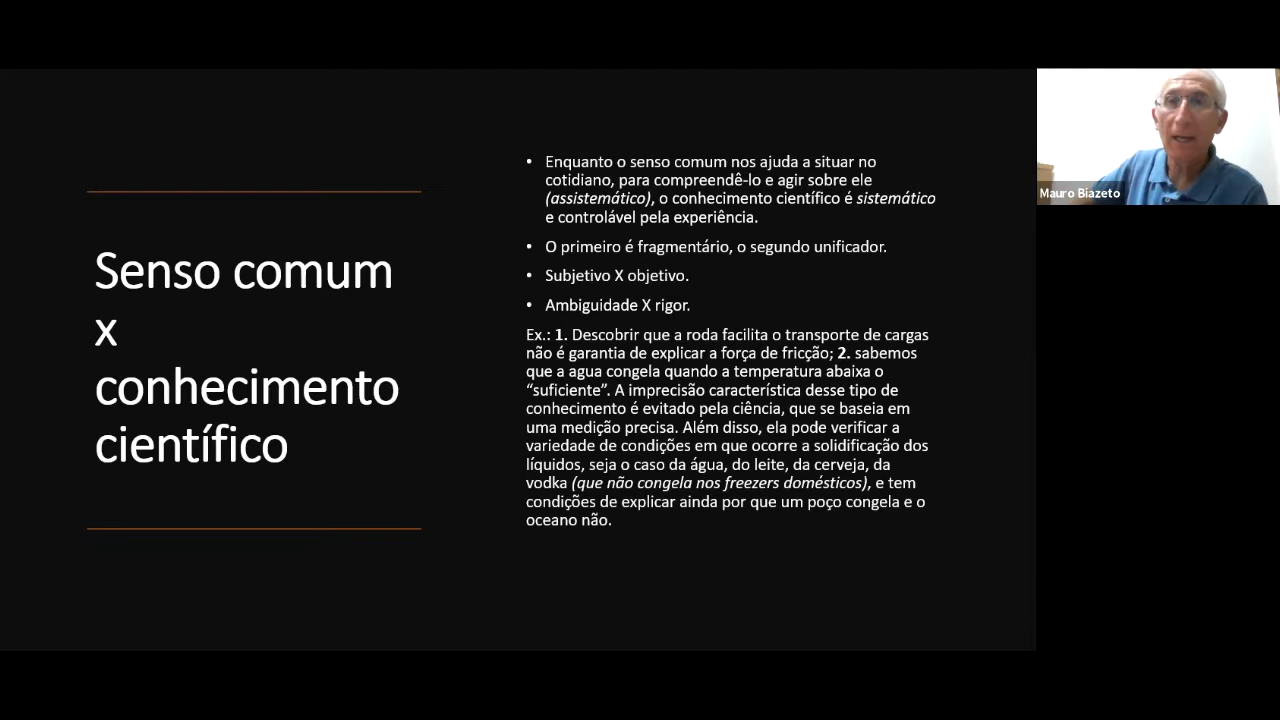 Senso comum
x
conhecimento
científico
• Enquanto o senso comum nos ajuda a situar no
cotidiano, para compreendê-lo e agir sobre ele
(assistemático), o conhecimento científico é sistemático
e controlável pela experiência.
• O primeiro é fragmentário, o segundo unificador.
• Subjetivo X objetivo.
• Ambiguidade X rigor.
Ex.: 1. Descobrir que a roda facilita o transporte de cargas
não é garantia de explicar a força de fricção; 2. sabemos
que a agua congela quando a temperatura abaixa o
“suficiente”. A imprecisão característica desse tipo de
conhecimento é evitado pela ciência, que se baseia em
uma medição precisa. Além disso, ela pode verificar a
variedade de condições em que ocorre a solidificação dos
líquidos, seja o caso da água, do leite, da cerveja, da
vodka (que não congela nos freezers domésticos), e tem
condições de explicar ainda por que um poço congela e o
oceano não.
Mauro Biazeto